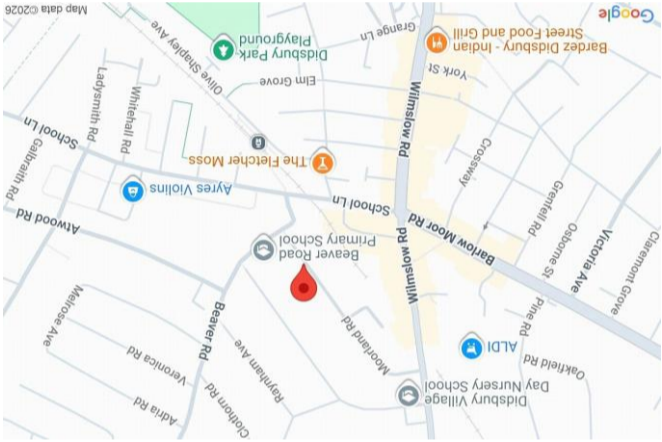 Didsbury Village
Day Nursery School
Oakfield Rd
ALDI
Pine Rd
Claremont Grove
Victoria Ave
Osborne St
Grenfell Rd
Barlow Moor Rd
Crossway
Wilmslow Rd
Wilmslow Rd
York St
Bardez Didsbury - Indian
Street Food and Grill
Google
Clothorn Rd
Adria Rd
Veronica Rd
Melrose Ave
Raynham Ave
Moorland Rd
Beaver Rd
Beaver Road
Primary School
Atwood Rd
School Ln
Ayres Violins
Galbraith Rd
The Fletcher Moss
School Ln
Ladysmith Rd
Whitehall Rd
Elm Grove
Didsbury Park
Playground
Olive Shapley Ave
Grange Ln
Map data ©2026